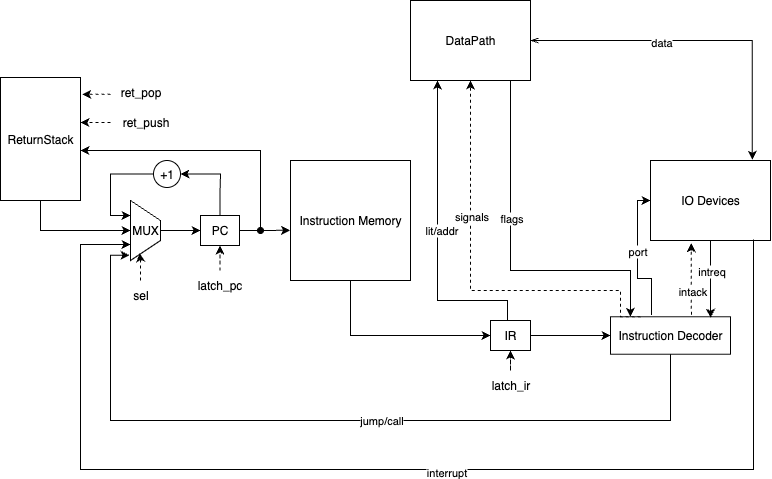 DataPath
data
ret_pop
ret_push
ReturnStack
+1
MUX
PC
Instruction Memory
IO Devices
lit/addr
signals
flags
port
intreq
intack
sel
latch_pc
IR
Instruction Decoder
latch_ir
jump/call
interrupt